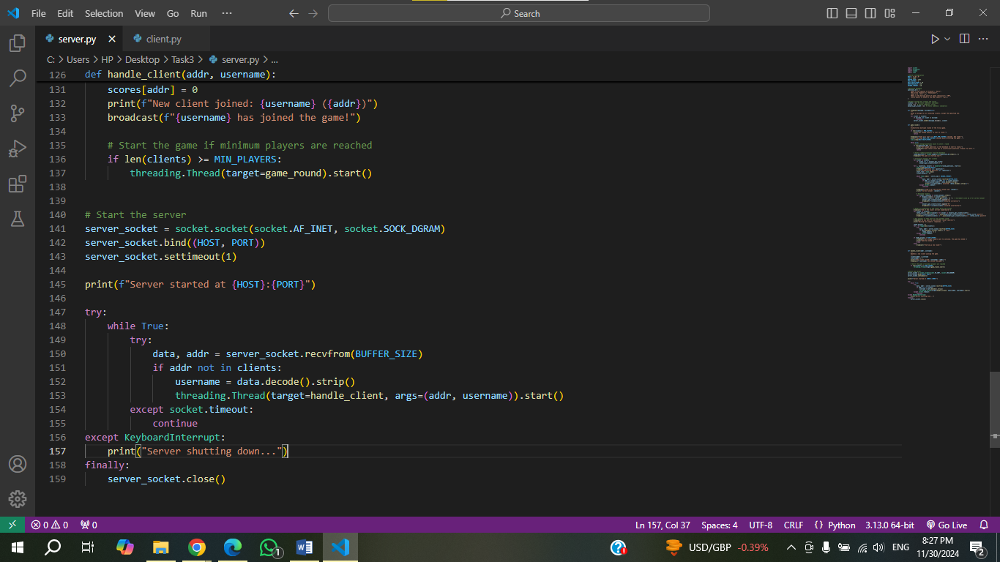 File Edit Selection View Go Run ··· Search
server.py client.py
C: > Users > HP > Desktop > Task3 > server.py > ...
126 def handle_client(addr, username):
131 scores[addr] = 0
132 print(f"New client joined: {username} ({addr})")
133 broadcast(f"{username} has joined the game!")
134
135 # Start the game if minimum players are reached
136 if len(clients) >= MIN_PLAYERS:
137 threading.Thread(target=game_round).start()
138
139
140 # Start the server
141 server_socket = socket.socket(socket.AF_INET, socket.SOCK_DGRAM)
142 server_socket.bind((HOST, PORT))
143 server_socket.settimeout(1)
144
145 print(f"Server started at {HOST}:{PORT}")
146
147 try:
148 while True:
149 try:
150 data, addr = server_socket.recvfrom(BUFFER_SIZE)
151 if addr not in clients:
152 username = data.decode().strip()
153 threading.Thread(target=handle_client, args=(addr, username)).start()
154 except socket.timeout:
155 continue
156 except KeyboardInterrupt:
157 print("Server shutting down...")
158 finally:
159 server_socket.close()
0 0 0 Ln 157, Col 37 Spaces: 4 UTF-8 CRLF {} Python 3.13.0 64-bit Go Live
1 USD/GBP -0.39% ENG 8:27 PM
11/30/2024 2